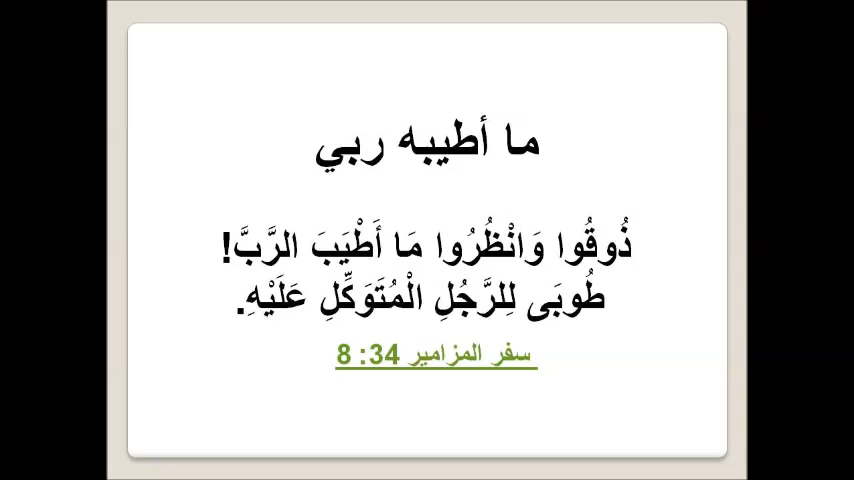 ما أطيبه ربي
ذُوقُوا وَانْظُرُوا مَا أَطْيَبَ الرَّبَّ!
طُوبَى لِلرَّجُلِ الْمُتَوَكِّلِ عَلَيْهِ.
سفر المزامير 34: 8